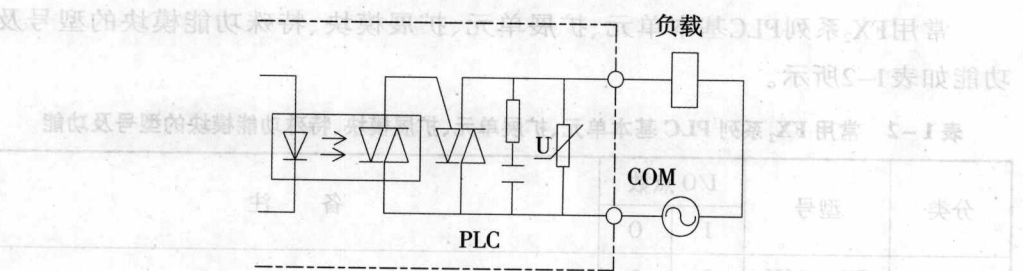 常用FX₂系列PLC基本单元、扩展单元、扩展模块、特殊功能模块的型号及
功能如表1-2所示。
负载
表1-2 常用FX₂系列PLC基本单元、扩展单元、扩展模块、特殊功能模块的型号及功能
U
COM
I/O点数
分类 型号 备 注
I O
PLC